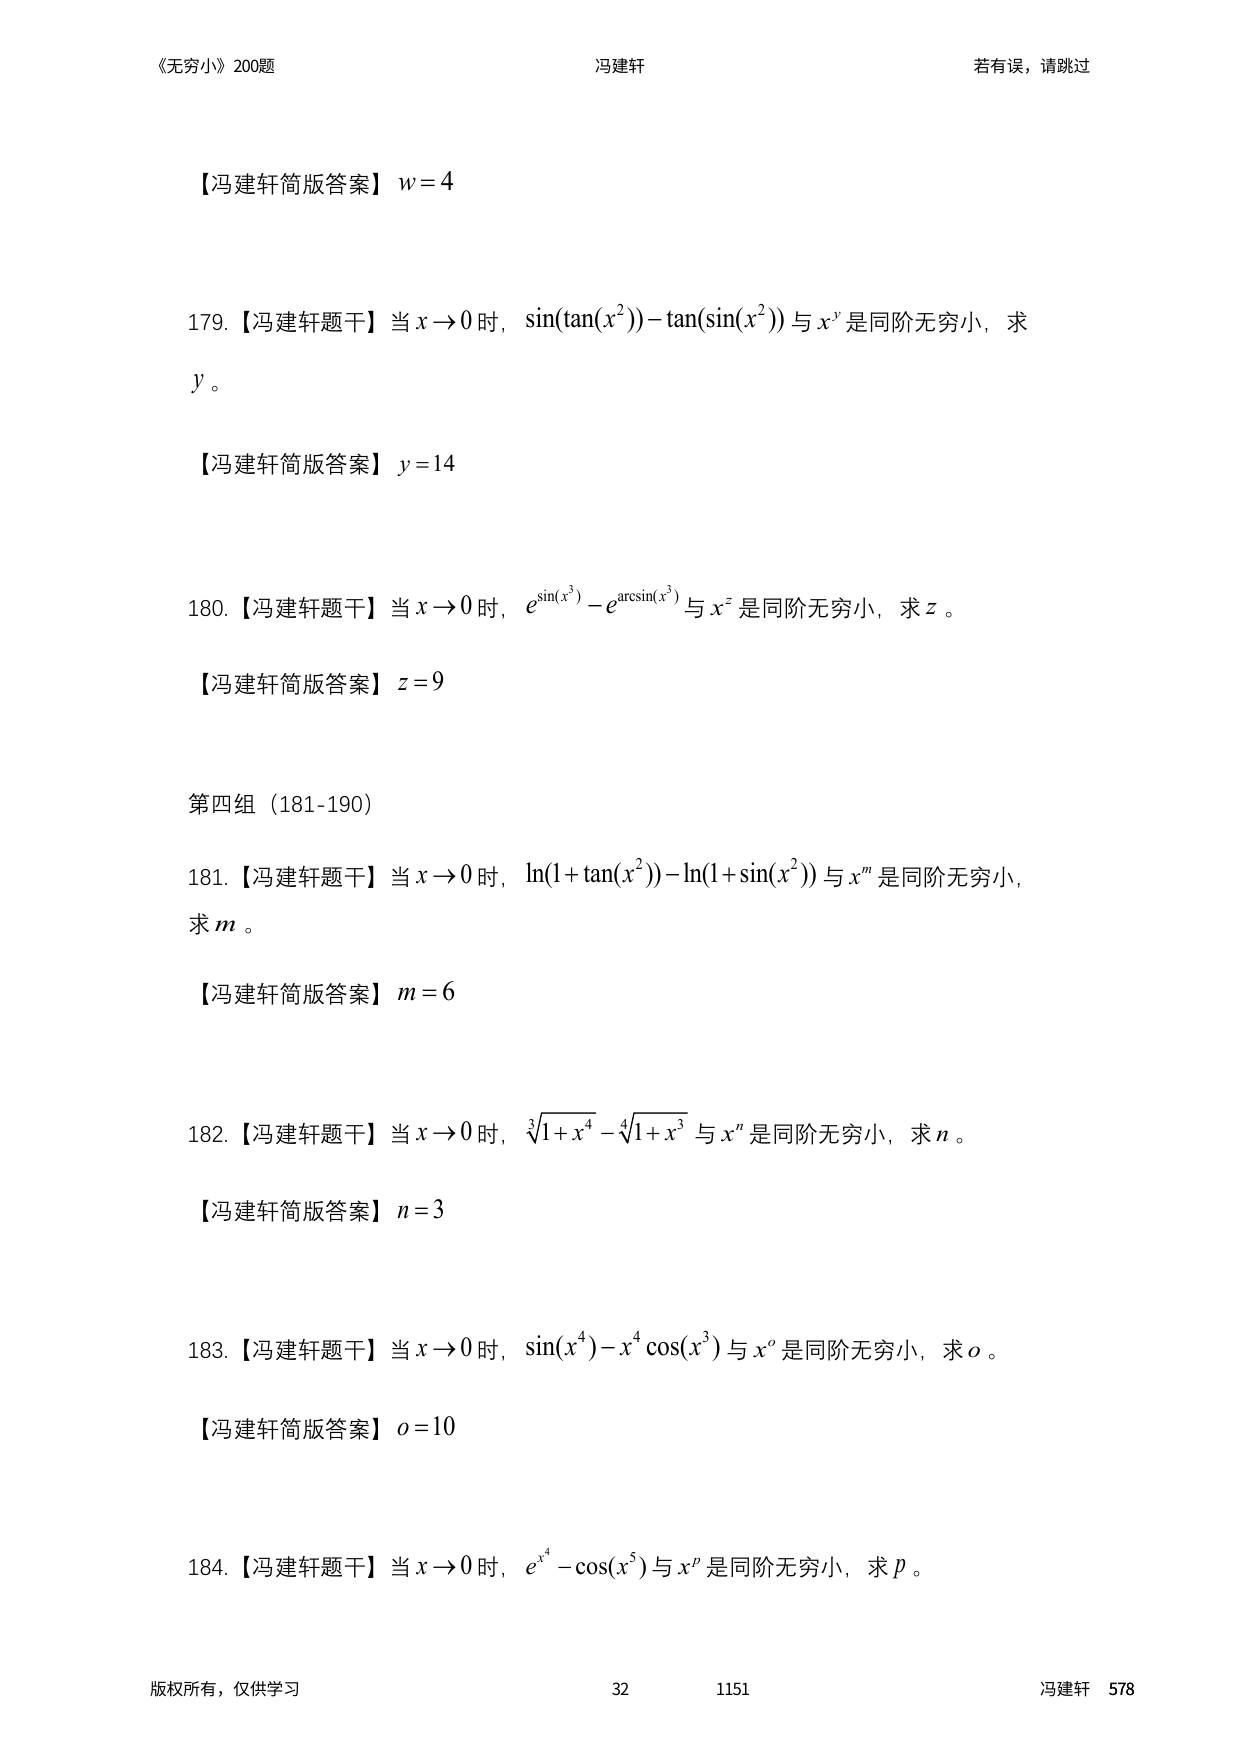 《无穷小》200题 冯建轩 若有误，请跳过
【冯建轩简版答案】 w = 4
179.【冯建轩题干】当 x → 0 时， sin(tan(x²)) − tan(sin(x²)) 与 x^y 是同阶无穷小，求
y 。
【冯建轩简版答案】 y = 14
180.【冯建轩题干】当 x → 0 时， e^{sin(x³)} − e^{arcsin(x³)} 与 x^z 是同阶无穷小，求 z 。
【冯建轩简版答案】 z = 9
第四组（181-190）
181.【冯建轩题干】当 x → 0 时， ln(1 + tan(x²)) − ln(1 + sin(x²)) 与 x^m 是同阶无穷小，
求 m 。
【冯建轩简版答案】 m = 6
182.【冯建轩题干】当 x → 0 时， ∛(1 + x⁴) − ∜(1 + x³) 与 x^n 是同阶无穷小，求 n 。
【冯建轩简版答案】 n = 3
183.【冯建轩题干】当 x → 0 时， sin(x⁴) − x⁴ cos(x³) 与 x^o 是同阶无穷小，求 o 。
【冯建轩简版答案】 o = 10
184.【冯建轩题干】当 x → 0 时， e^{x⁴} − cos(x⁵) 与 x^p 是同阶无穷小，求 p 。
版权所有，仅供学习 32 1151 冯建轩 578